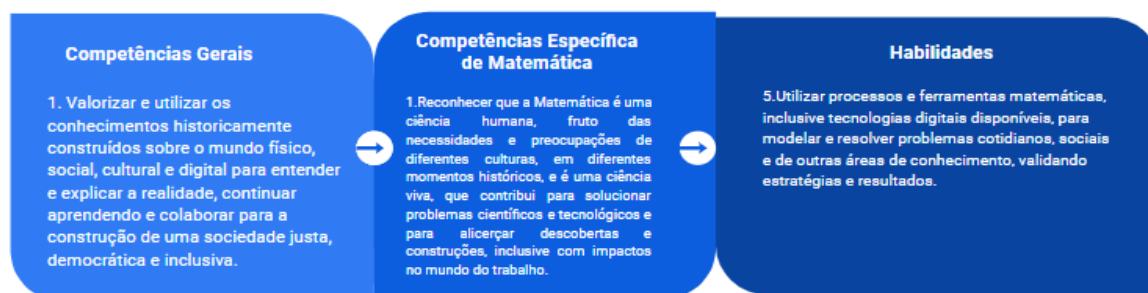 Competências Gerais
1. Valorizar e utilizar os
conhecimentos historicamente
construídos sobre o mundo físico,
social, cultural e digital para entender
e explicar a realidade, continuar
aprendendo e colaborar para a
construção de uma sociedade justa,
democrática e inclusiva.
Competências Específica
de Matemática
1.Reconhecer que a Matemática é uma
ciência humana, fruto das
necessidades e preocupações de
diferentes culturas, em diferentes
momentos históricos, e é uma ciência
viva, que contribui para solucionar
problemas científicos e tecnológicos e
para alicerçar descobertas e
construções, inclusive com impactos
no mundo do trabalho.
Habilidades
5.Utilizar processos e ferramentas matemáticas,
inclusive tecnologias digitais disponíveis, para
modelar e resolver problemas cotidianos, sociais
e de outras áreas de conhecimento, validando
estratégias e resultados.